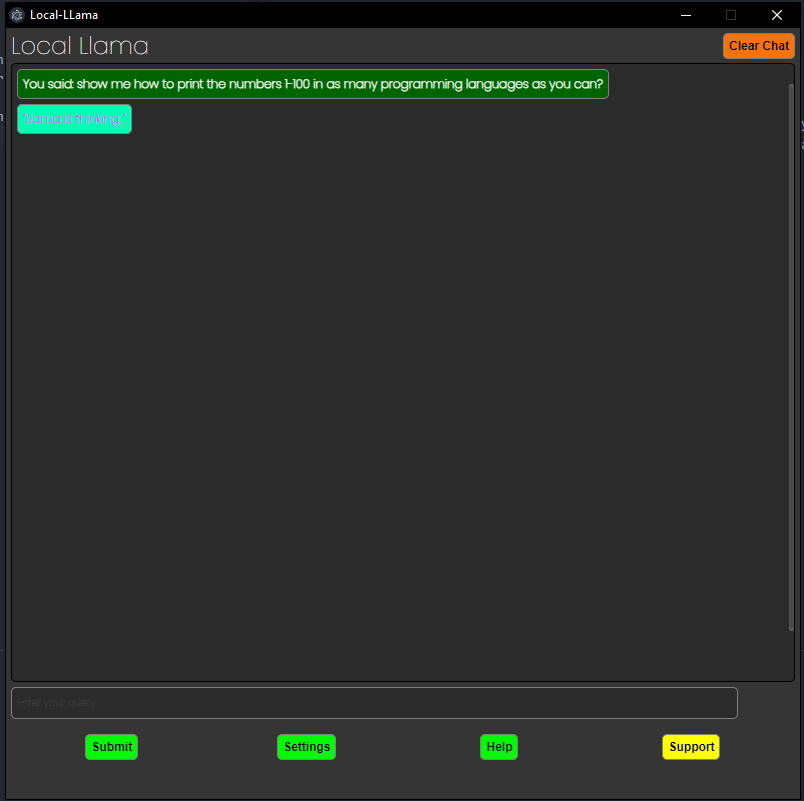 Local-LLama
Local Llama
Clear Chat
You said: show me how to print the numbers 1-100 in as many programming languages as you can?
"Llama is thinking..."
Enter your query
Submit
Settings
Help
Support